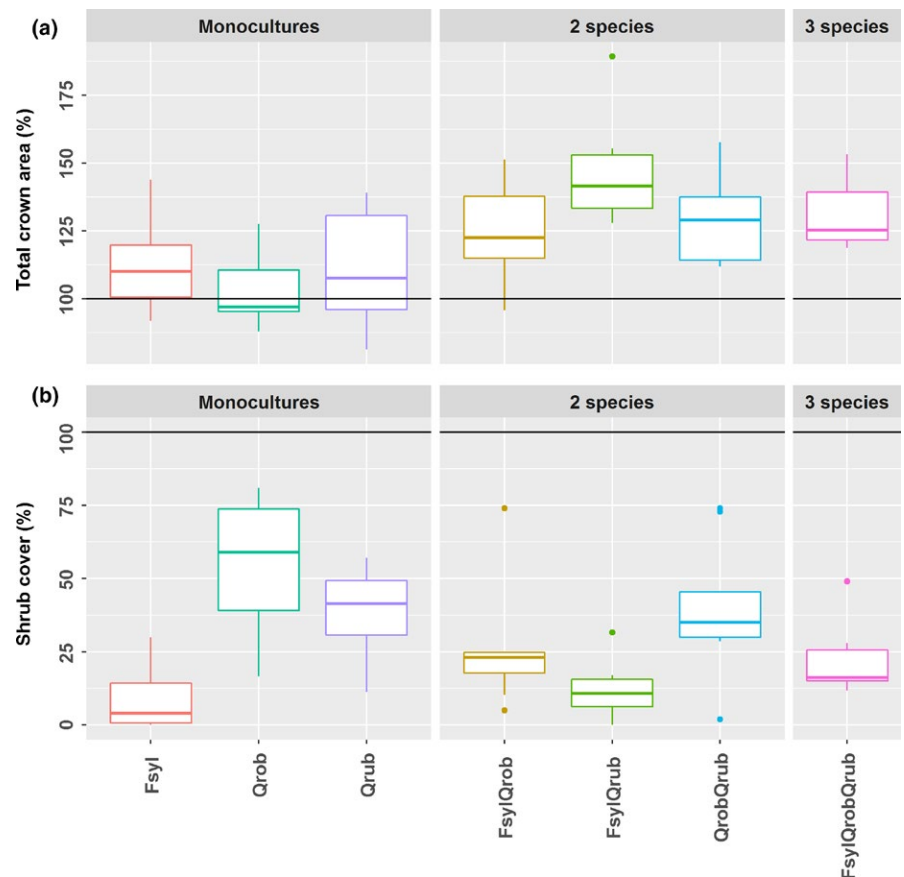 (a)
Monocultures
2 species
3 species
Total crown area (%)
175
150
125
100
(b)
Monocultures
2 species
3 species
Shrub cover (%)
100
75
50
25
0
Fsyl
Qrob
Qrub
FsylQrob
FsylQrub
QrobQrub
FsylQrobQrub